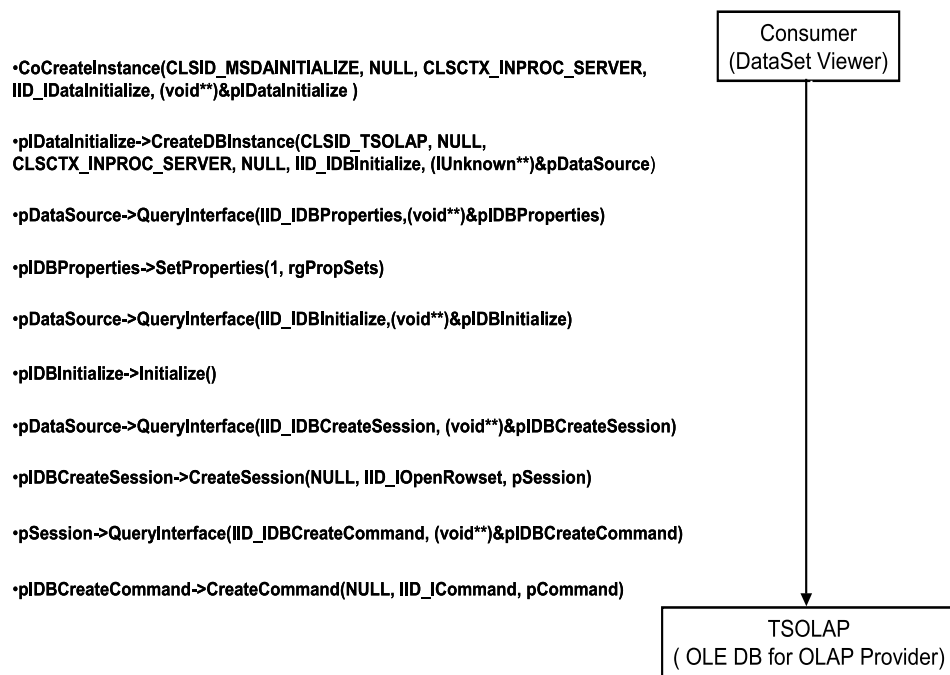 Consumer
(DataSet Viewer)
•CoCreateInstance(CLSID_MSDAINITIALIZE, NULL, CLSCTX_INPROC_SERVER,
IID_IDataInitialize, (void**)&pIDataInitialize )
•pIDataInitialize->CreateDBInstance(CLSID_TSOLAP, NULL,
CLSCTX_INPROC_SERVER, NULL, IID_IDBInitialize, (IUnknown**)&pDataSource)
•pDataSource->QueryInterface(IID_IDBProperties,(void**)&pIDBProperties)
•pIDBProperties->SetProperties(1, rgPropSets)
•pDataSource->QueryInterface(IID_IDBInitialize,(void**)&pIDBInitialize)
•pIDBInitialize->Initialize()
•pDataSource->QueryInterface(IID_IDBCreateSession, (void**)&pIDBCreateSession)
•pIDBCreateSession->CreateSession(NULL, IID_IOpenRowset, pSession)
•pSession->QueryInterface(IID_IDBCreateCommand, (void**)&pIDBCreateCommand)
•pIDBCreateCommand->CreateCommand(NULL, IID_ICommand, pCommand)
TSOLAP
( OLE DB for OLAP Provider)